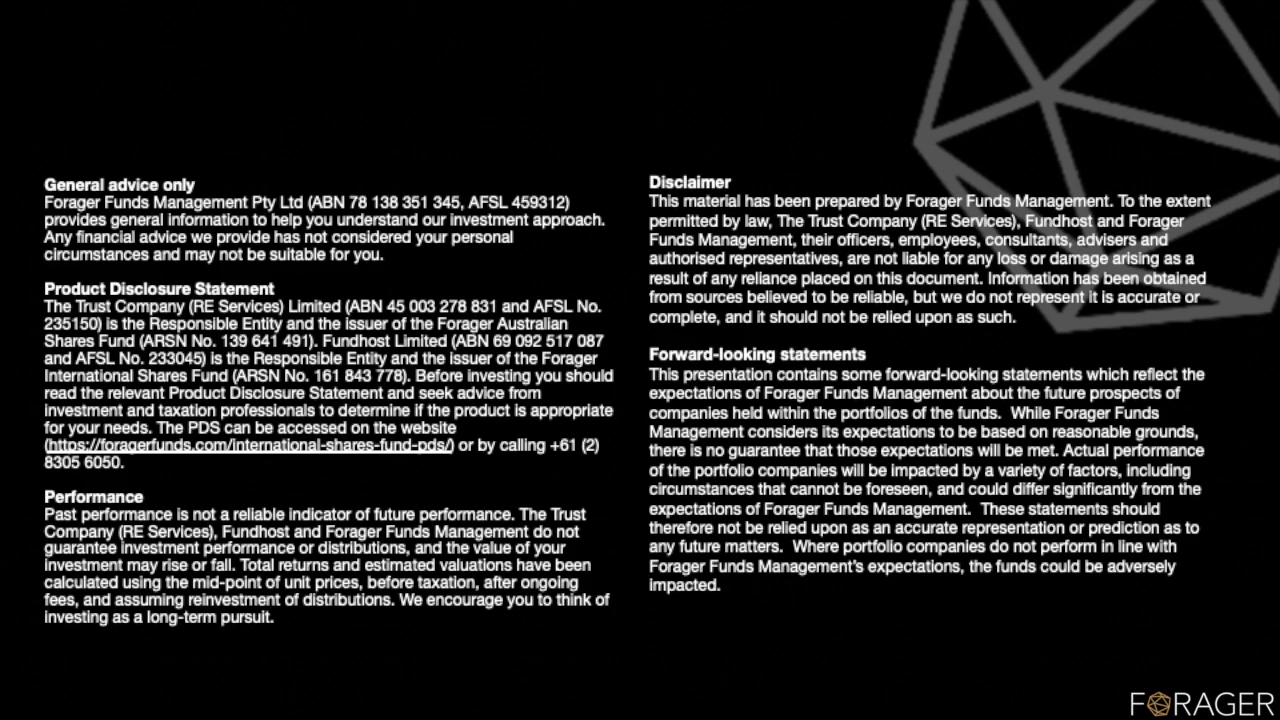 General advice only
Forager Funds Management Pty Ltd (ABN 78 138 351 345, AFSL 459312)
provides general information to help you understand our investment approach.
Any financial advice we provide has not considered your personal
circumstances and may not be suitable for you.
Product Disclosure Statement
The Trust Company (RE Services) Limited (ABN 45 003 278 831 and AFSL No.
235150) is the Responsible Entity and the issuer of the Forager Australian
Shares Fund (ARSN No. 139 641 491). Fundhost Limited (ABN 69 092 517 087
and AFSL No. 233045) is the Responsible Entity and the issuer of the Forager
International Shares Fund (ARSN No. 161 843 778). Before investing you should
read the relevant Product Disclosure Statement and seek advice from
investment and taxation professionals to determine if the product is appropriate
for your needs. The PDS can be accessed on the website
(https://foragerfunds.com/international-shares-fund-pds/) or by calling +61 (2)
8305 6050.
Performance
Past performance is not a reliable indicator of future performance. The Trust
Company (RE Services), Fundhost and Forager Funds Management do not
guarantee investment performance or distributions, and the value of your
investment may rise or fall. Total returns and estimated valuations have been
calculated using the mid-point of unit prices, before taxation, after ongoing
fees, and assuming reinvestment of distributions. We encourage you to think of
investing as a long-term pursuit.
Disclaimer
This material has been prepared by Forager Funds Management. To the extent
permitted by law, The Trust Company (RE Services), Fundhost and Forager
Funds Management, their officers, employees, consultants, advisers and
authorised representatives, are not liable for any loss or damage arising as a
result of any reliance placed on this document. Information has been obtained
from sources believed to be reliable, but we do not represent it is accurate or
complete, and it should not be relied upon as such.
Forward-looking statements
This presentation contains some forward-looking statements which reflect the
expectations of Forager Funds Management about the future prospects of
companies held within the portfolios of the funds. While Forager Funds
Management considers its expectations to be based on reasonable grounds,
there is no guarantee that those expectations will be met. Actual performance
of the portfolio companies will be impacted by a variety of factors, including
circumstances that cannot be foreseen, and could differ significantly from the
expectations of Forager Funds Management. These statements should
therefore not be relied upon as an accurate representation or prediction as to
any future matters. Where portfolio companies do not perform in line with
Forager Funds Management's expectations, the funds could be adversely
impacted.
FORAGER